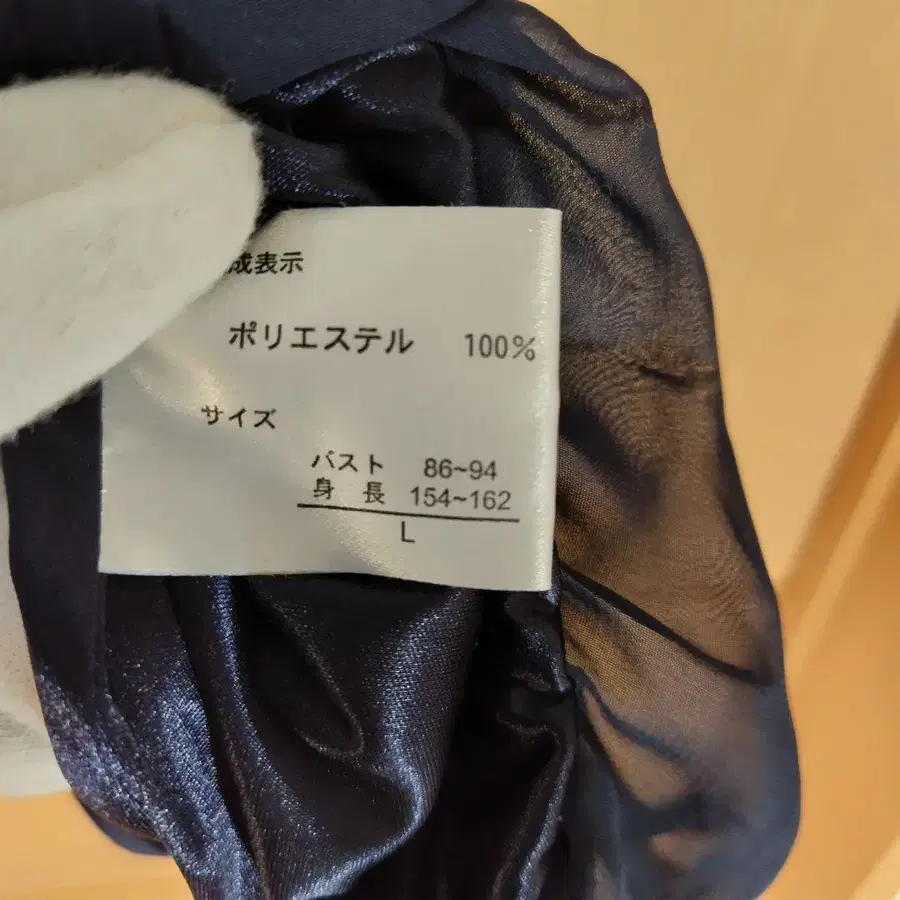 成表示
ポリエステル 100%
サイズ
バスト 86~94
身長 154~162
L